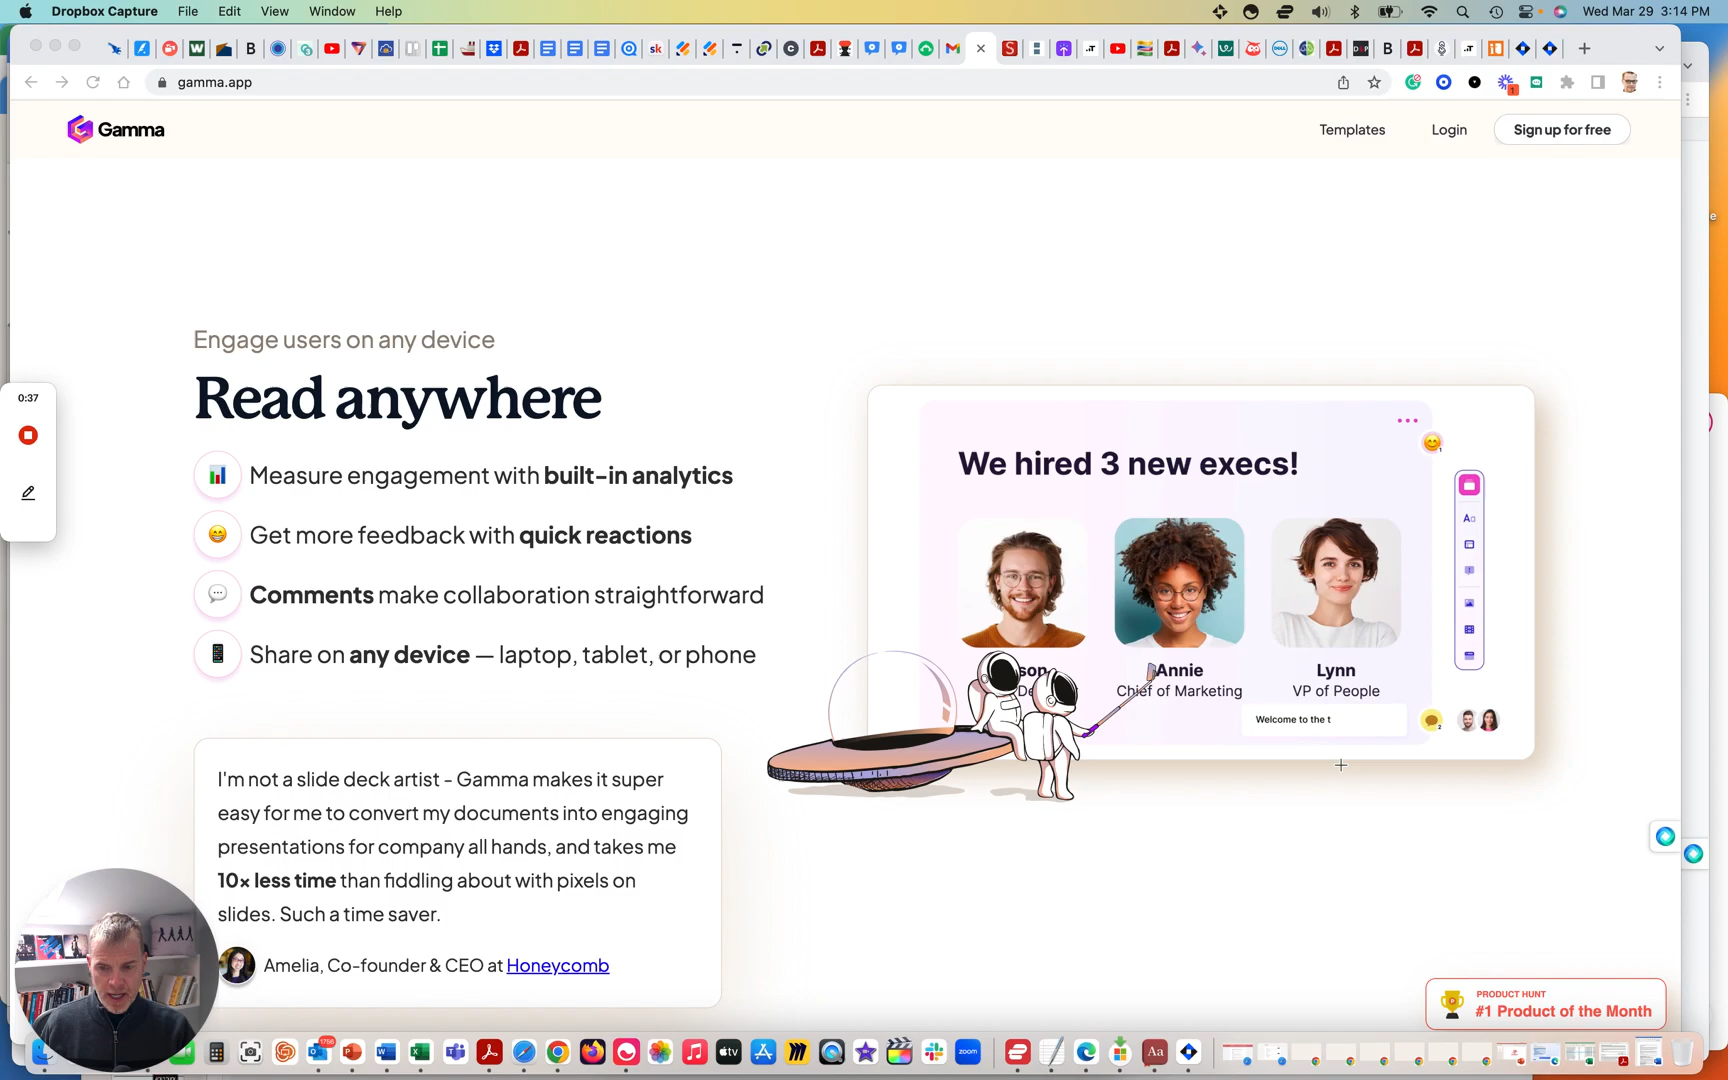 Dropbox Capture File Edit View Window Help Wed Mar 29 3:14 PM
gamma.app
Gamma Templates Login Sign up for free
Engage users on any device
Read anywhere
Measure engagement with built-in analytics
Get more feedback with quick reactions
Comments make collaboration straightforward
Share on any device — laptop, tablet, or phone
0:37
We hired 3 new execs!
Annie
Chief of Marketing
Lynn
VP of People
Welcome to the t
I'm not a slide deck artist - Gamma makes it super
easy for me to convert my documents into engaging
presentations for company all hands, and takes me
10x less time than fiddling about with pixels on
slides. Such a time saver.
Amelia, Co-founder & CEO at Honeycomb
PRODUCT HUNT
#1 Product of the Month